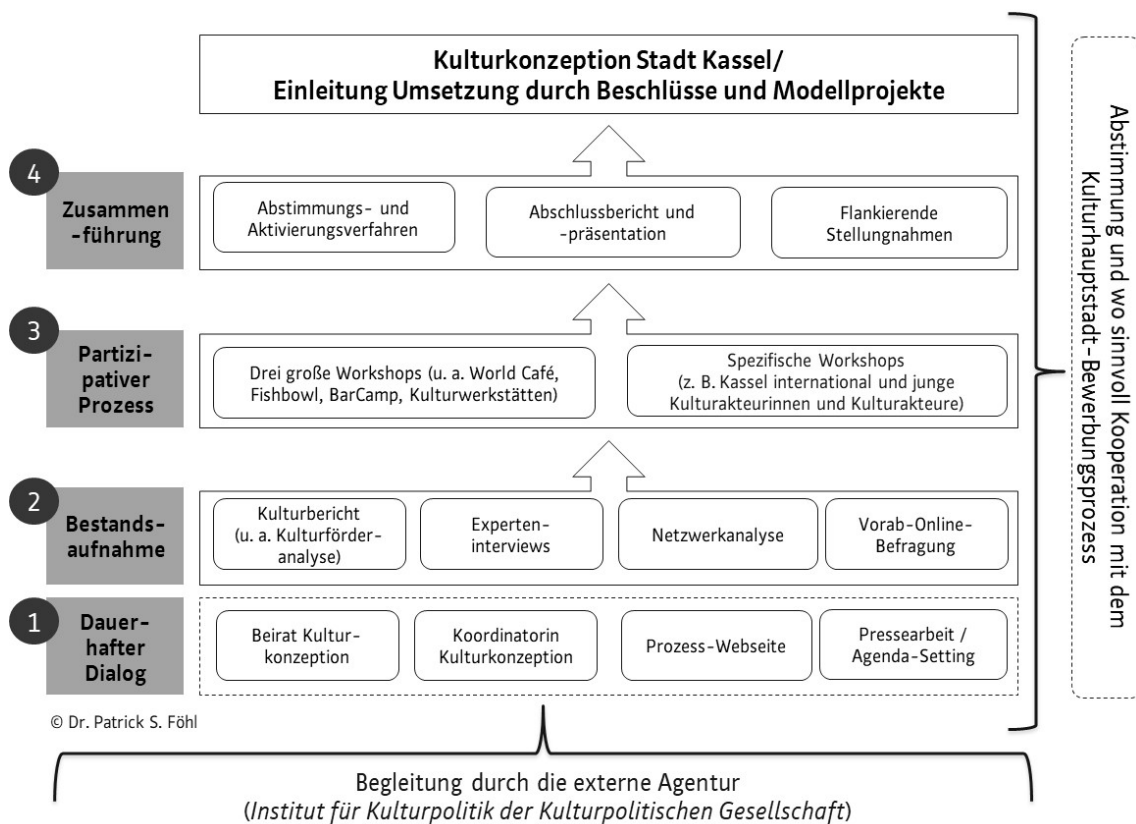 Kulturkonzeption Stadt Kassel/
Einleitung Umsetzung durch Beschlüsse und Modellprojekte
4
Zusammen
-führung
Abstimmungs- und
Aktivierungsverfahren
Abschlussbericht und
-präsentation
Flankierende
Stellungnahmen
3
Partizi-
pativer
Prozess
Drei große Workshops (u. a. World Café,
Fishbowl, BarCamp, Kulturwerkstätten)
Spezifische Workshops
(z. B. Kassel international und junge
Kulturakteurinnen und Kulturakteure)
2
Bestands-
aufnahme
Kulturbericht
(u. a. Kulturförder-
analyse)
Experten-
interviews
Netzwerkanalyse
Vorab-Online-
Befragung
1
Dauer-
hafter
Dialog
Beirat Kultur-
konzeption
Koordinatorin
Kulturkonzeption
Prozess-Webseite
Pressearbeit /
Agenda-Setting
© Dr. Patrick S. Föhl
Begleitung durch die externe Agentur
(Institut für Kulturpolitik der Kulturpolitischen Gesellschaft)
Abstimmung und wo sinnvoll Kooperation mit dem
Kulturhauptstadt-Bewerbungsprozess